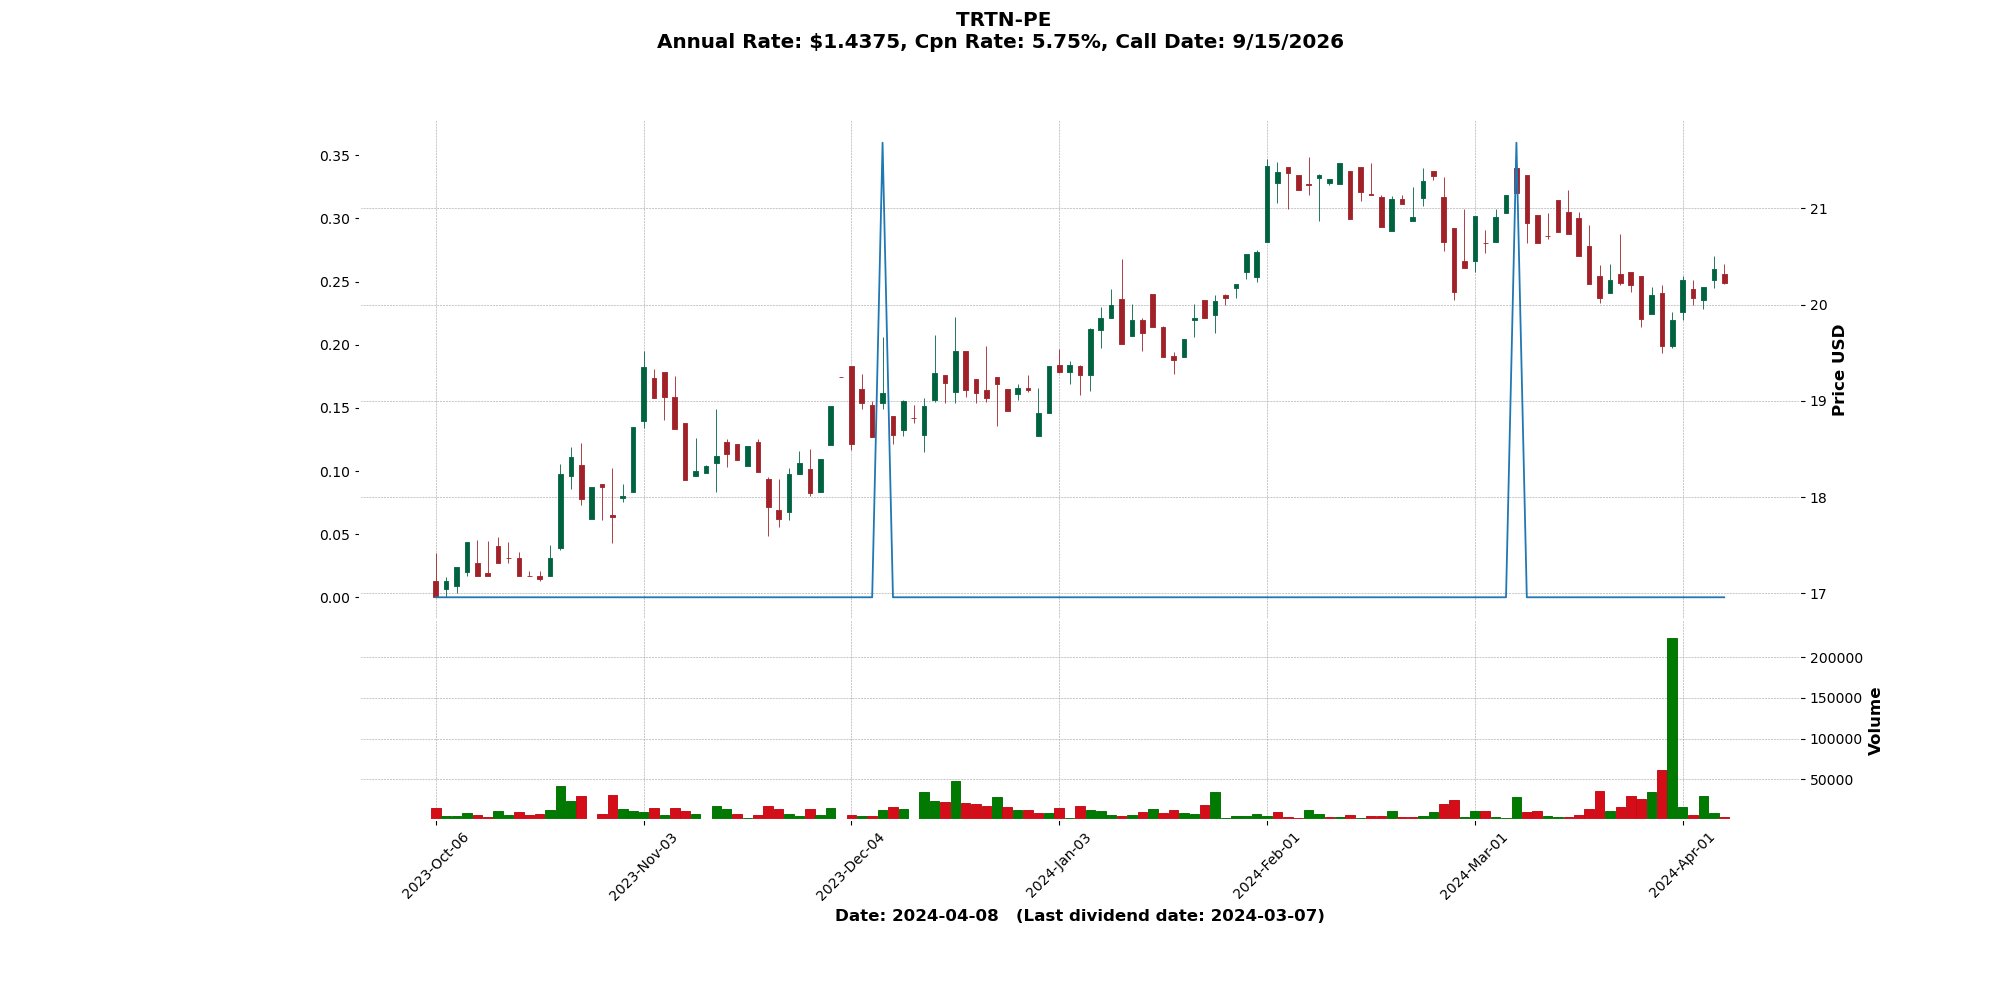 TRTN-PE
Annual Rate: $1.4375, Cpn Rate: 5.75%, Call Date: 9/15/2026
0.35
0.30
0.25
0.20
0.15
0.10
0.05
0.00
21
20
19
18
17
Price USD
200000
150000
100000
50000
Volume
2023-Oct-06
2023-Nov-03
2023-Dec-04
2024-Jan-03
2024-Feb-01
2024-Mar-01
2024-Apr-01
Date: 2024-04-08 (Last dividend date: 2024-03-07)